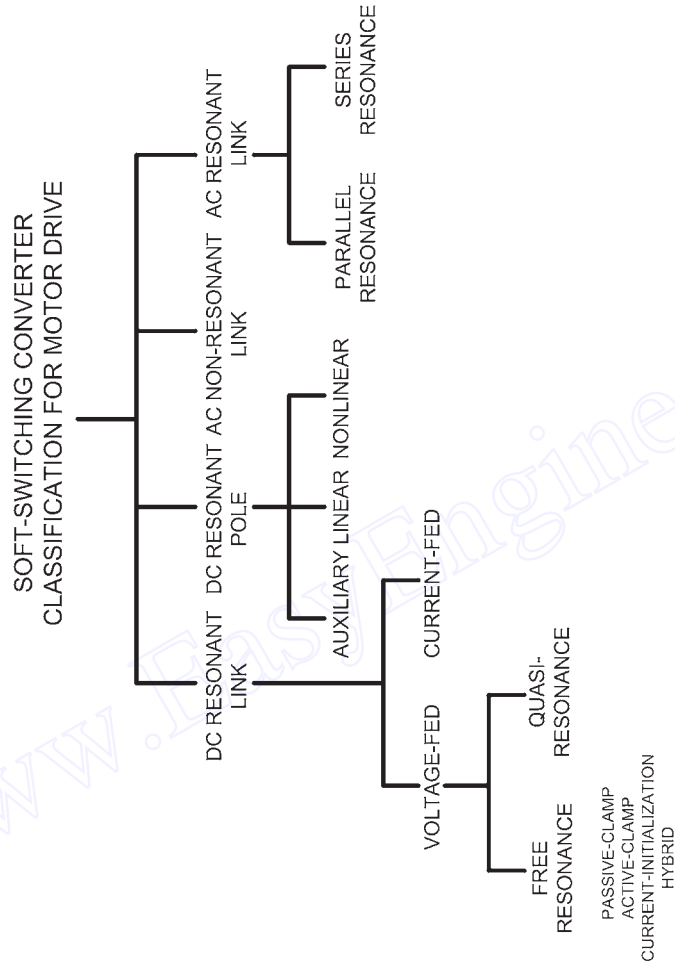 SOFT-SWITCHING CONVERTER
CLASSIFICATION FOR MOTOR DRIVE
DC RESONANT
LINK
DC RESONANT
POLE
AC NON-RESONANT
LINK
AC RESONANT
LINK
VOLTAGE-FED
CURRENT-FED
AUXILIARY
LINEAR
NONLINEAR
PARALLEL
RESONANCE
SERIES
RESONANCE
FREE
RESONANCE
QUASI-
RESONANCE
PASSIVE-CLAMP
ACTIVE-CLAMP
CURRENT-INITIALIZATION
HYBRID